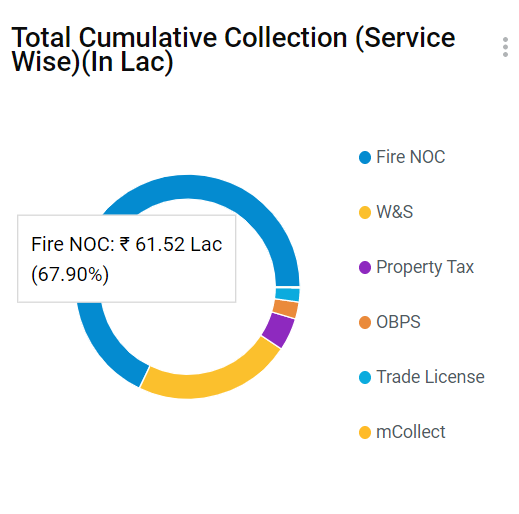 Total Cumulative Collection (Service
Wise)(In Lac)
Fire NOC: ₹ 61.52 Lac
(67.90%)
Fire NOC
W&S
Property Tax
OBPS
Trade License
mCollect